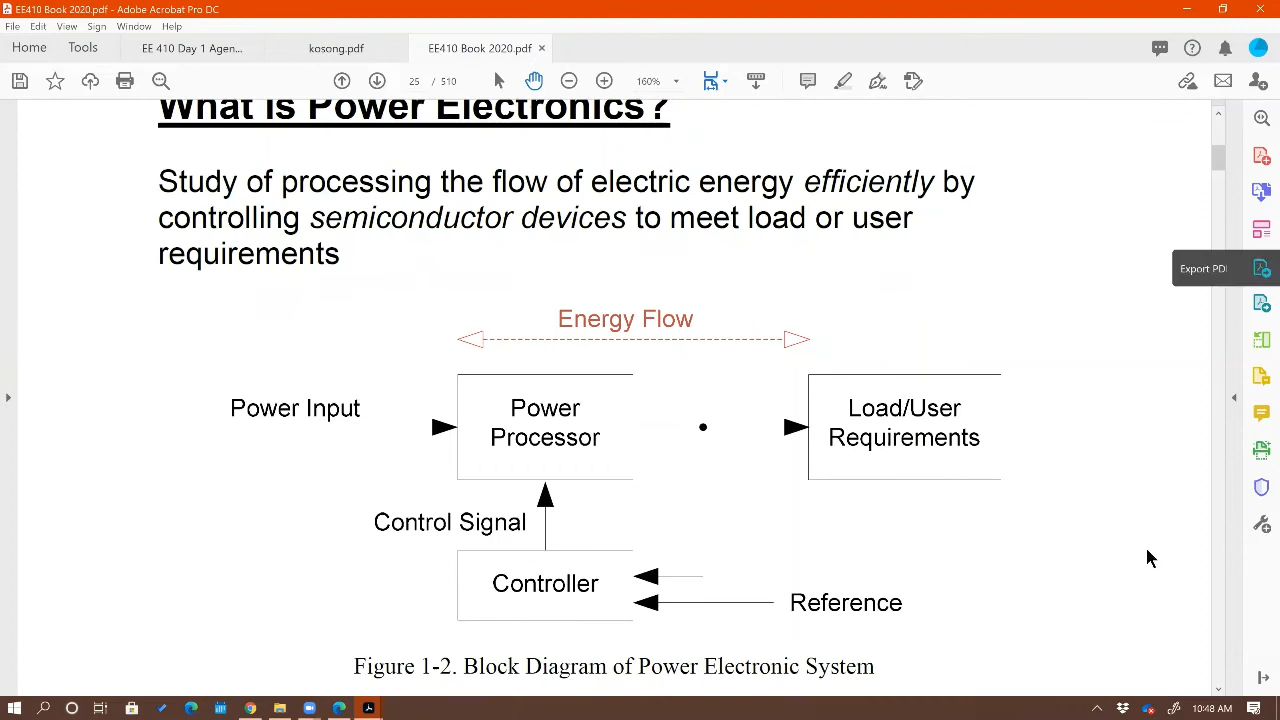 EE410 Book 2020.pdf - Adobe Acrobat Pro DC
File Edit View Sign Window Help
Home Tools EE 410 Day 1 Agen... kosong.pdf EE410 Book 2020.pdf ×
25 / 510 160%
What is Power Electronics?
Study of processing the flow of electric energy efficiently by
controlling semiconductor devices to meet load or user
requirements
Export PDF
Energy Flow
Power Input
Power
Processor
Load/User
Requirements
Control Signal
Controller
Reference
Figure 1-2. Block Diagram of Power Electronic System
10:48 AM